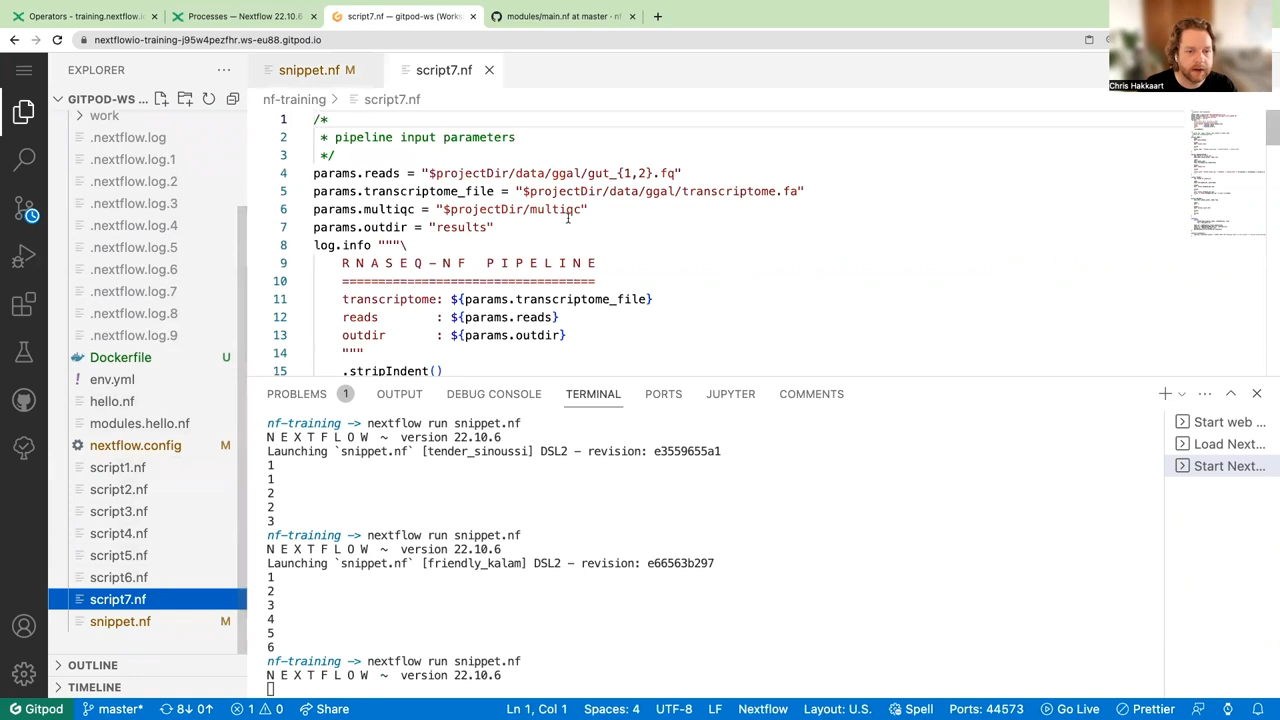 Operators - training.nextflow.i
Processes — Nextflow 22.10.6
script7.nf — gitpod-ws (Worksp
modules/main.nf at master · nf
nextflowio-training-j95w4pezfhr.ws-eu88.gitpod.io
Chris Hakkaart
EXPLORER
GITPOD-WS ...
work
.nextflow.log
.nextflow.log.1
.nextflow.log.2
.nextflow.log.3
.nextflow.log.4
.nextflow.log.5
.nextflow.log.6
.nextflow.log.7
.nextflow.log.8
.nextflow.log.9
Dockerfile U
env.yml
hello.nf
modules.hello.nf
nextflow.config M
script1.nf
script2.nf
script3.nf
script4.nf
script5.nf
script6.nf
script7.nf
snippet.nf M
OUTLINE
TIMELINE
snippet.nf M
script7.nf
nf-training > script7.nf
1 /*
2 * pipeline input parameters
3 */
4 params.reads = "$projectDir/data/ggal/gut_{1,2}.fq"
5 params.transcriptome_file = "$projectDir/data/ggal/transcriptome.fa"
6 params.multiqc = "$projectDir/multiqc"
7 params.outdir = "results"
8 log.info """\
9 R N A S E Q - N F   P I P E L I N E
10 ===================================
11 transcriptome: ${params.transcriptome_file}
12 reads : ${params.reads}
13 outdir : ${params.outdir}
14 """
15 .stripIndent()
PROBLEMS 1 OUTPUT DEBUG CONSOLE TERMINAL PORTS JUPYTER COMMENTS
nf-training -> nextflow run snippet.nf
N E X T F L O W ~ version 22.10.6
Launching `snippet.nf` [tender_sinoussi] DSL2 - revision: e3559655a1
1
1
2
2
3
nf-training -> nextflow run snippet.nf
N E X T F L O W ~ version 22.10.6
Launching `snippet.nf` [friendly_kalam] DSL2 - revision: e66563b297
1
2
3
4
5
6
nf-training -> nextflow run snippet.nf
N E X T F L O W ~ version 22.10.6
Start web ...
Load Next...
Start Next...
Gitpod master* 8↓ 0↑ 1 0 Share Ln 1, Col 1 Spaces: 4 UTF-8 LF Nextflow Layout: U.S. Spell Ports: 44573 Go Live Prettier